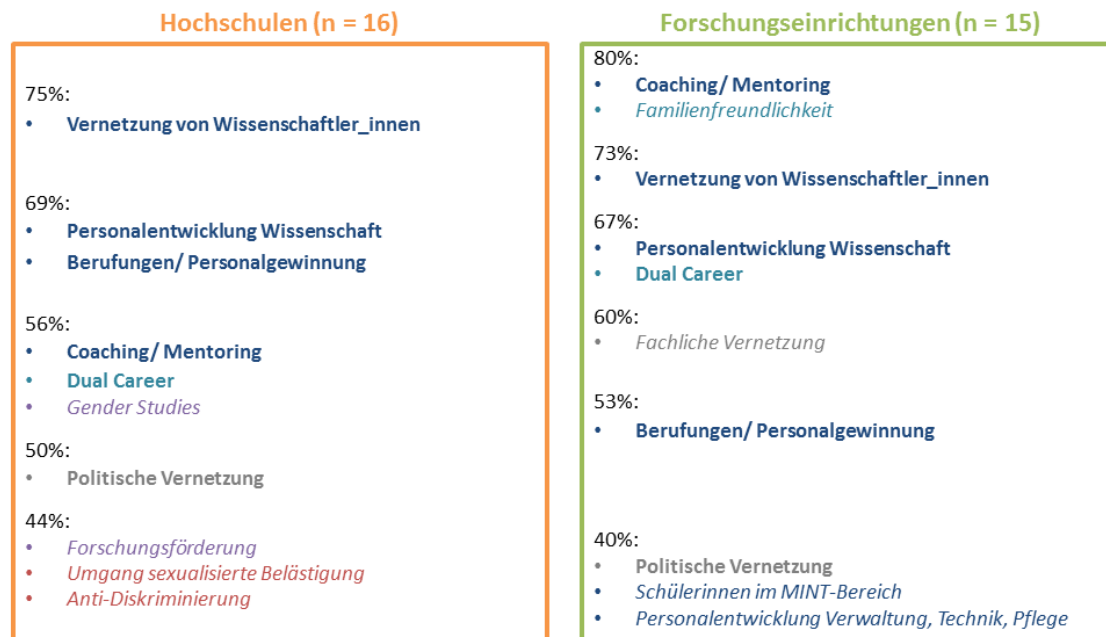 Hochschulen (n = 16)
75%:
• Vernetzung von Wissenschaftler_innen
69%:
• Personalentwicklung Wissenschaft
• Berufungen/ Personalgewinnung
56%:
• Coaching/ Mentoring
• Dual Career
• Gender Studies
50%:
• Politische Vernetzung
44%:
• Forschungsförderung
• Umgang sexualisierte Belästigung
• Anti-Diskriminierung
Forschungseinrichtungen (n = 15)
80%:
• Coaching/ Mentoring
• Familienfreundlichkeit
73%:
• Vernetzung von Wissenschaftler_innen
67%:
• Personalentwicklung Wissenschaft
• Dual Career
60%:
• Fachliche Vernetzung
53%:
• Berufungen/ Personalgewinnung
40%:
• Politische Vernetzung
• Schülerinnen im MINT-Bereich
• Personalentwicklung Verwaltung, Technik, Pflege